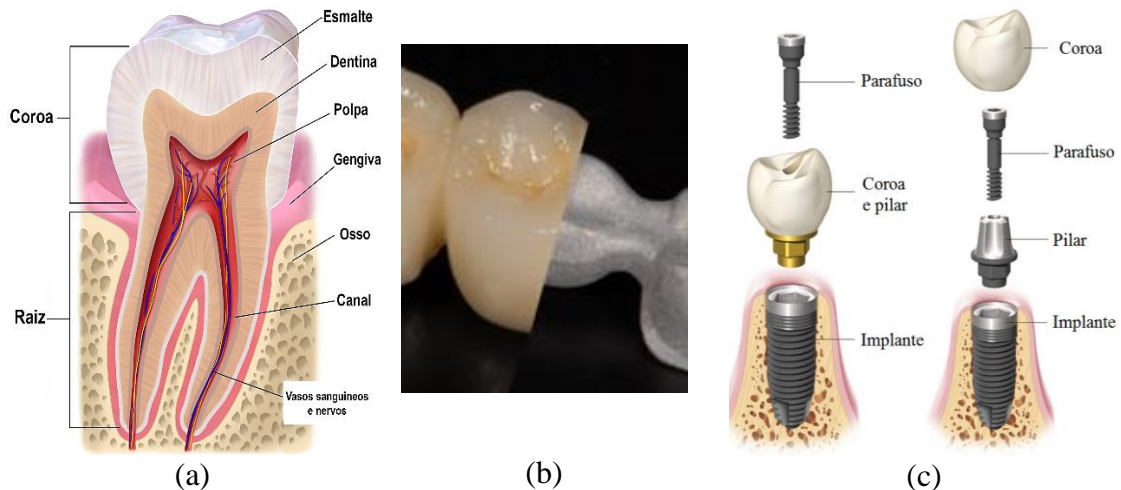 Esmalte
Dentina
Polpa
Coroa
Gengiva
Osso
Raiz
Canal
Vasos sanguineos
e nervos
(a)
(b)
Parafuso
Coroa
e pilar
Implante
Coroa
Parafuso
Pilar
Implante
(c)